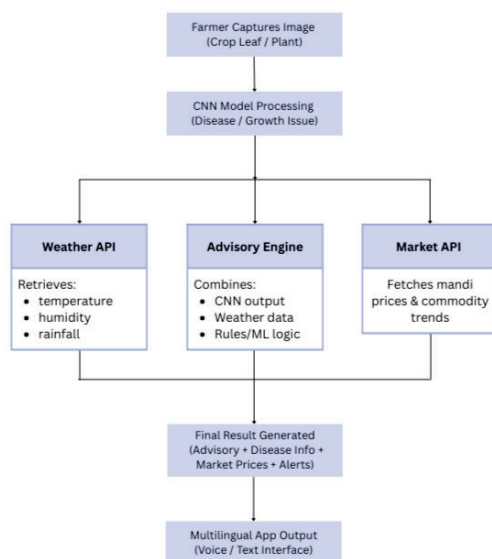 Farmer Captures Image
(Crop Leaf / Plant)
CNN Model Processing
(Disease / Growth Issue)
Weather API
Retrieves:
• temperature
• humidity
• rainfall
Advisory Engine
Combines:
• CNN output
• Weather data
• Rules/ML logic
Market API
Fetches mandi
prices & commodity
trends
Final Result Generated
(Advisory + Disease Info +
Market Prices + Alerts)
Multilingual App Output
(Voice / Text Interface)